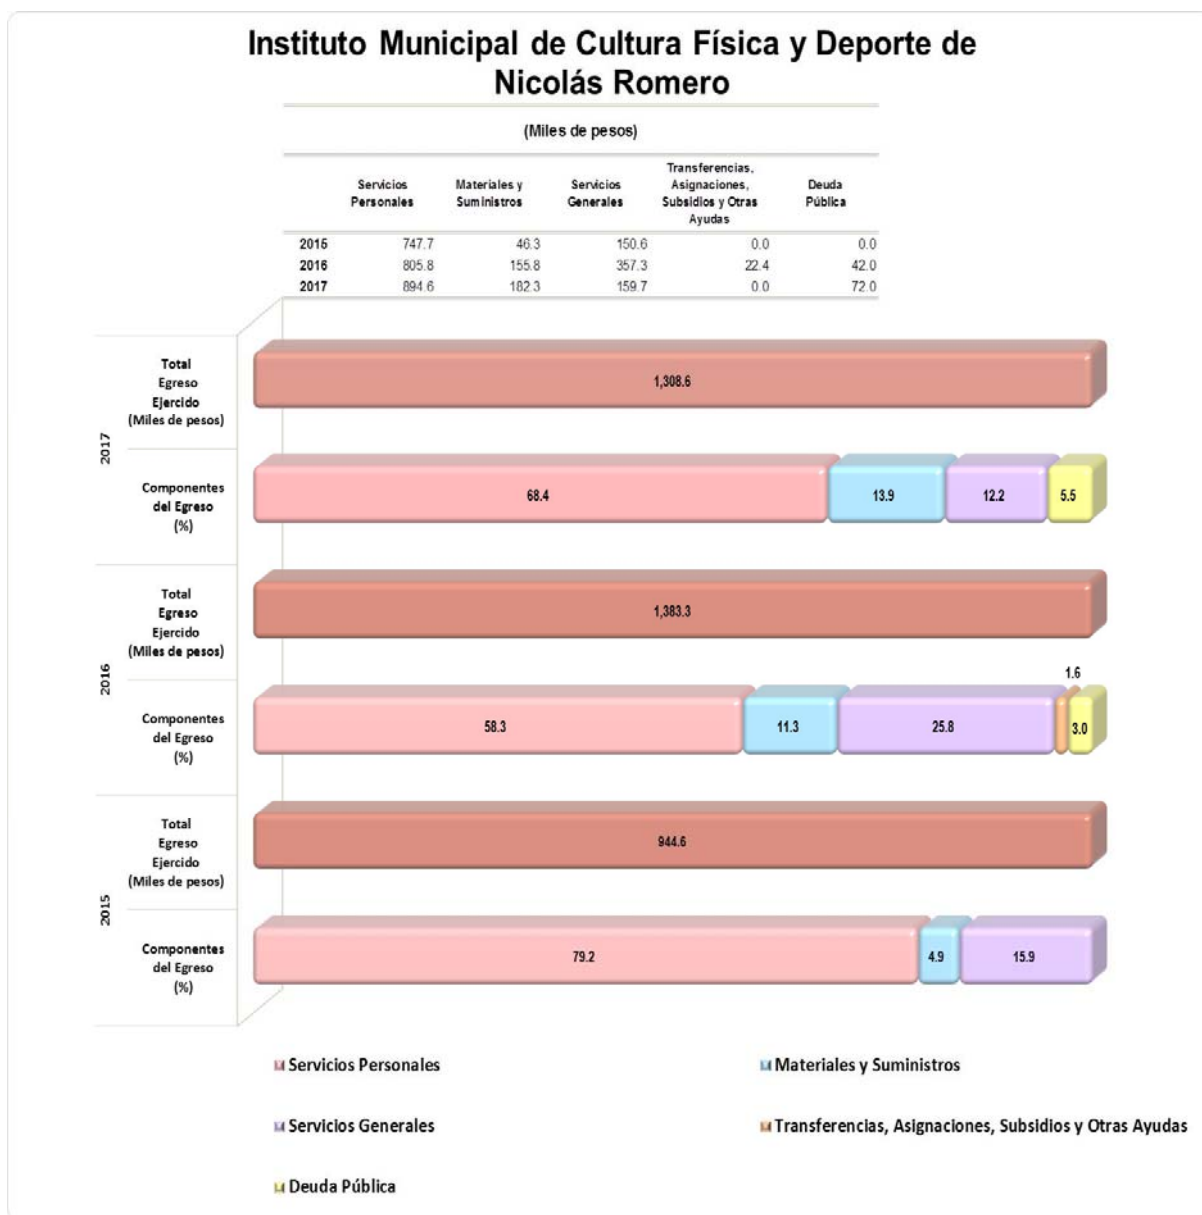 Instituto Municipal de Cultura Física y Deporte de
Nicolás Romero
(Miles de pesos)
Servicios Personales Materiales y Suministros Servicios Generales Transferencias, Asignaciones, Subsidios y Otras Ayudas Deuda Pública
2015 747.7 46.3 150.6 0.0 0.0
2016 805.8 155.8 357.3 22.4 42.0
2017 894.6 182.3 159.7 0.0 72.0
2017
Total
Egreso
Ejercido
(Miles de pesos)
1,308.6
Componentes
del Egreso
(%)
68.4 13.9 12.2 5.5
2016
Total
Egreso
Ejercido
(Miles de pesos)
1,383.3
Componentes
del Egreso
(%)
58.3 11.3 25.8 1.6 3.0
2015
Total
Egreso
Ejercido
(Miles de pesos)
944.6
Componentes
del Egreso
(%)
79.2 4.9 15.9
Servicios Personales
Materiales y Suministros
Servicios Generales
Transferencias, Asignaciones, Subsidios y Otras Ayudas
Deuda Pública